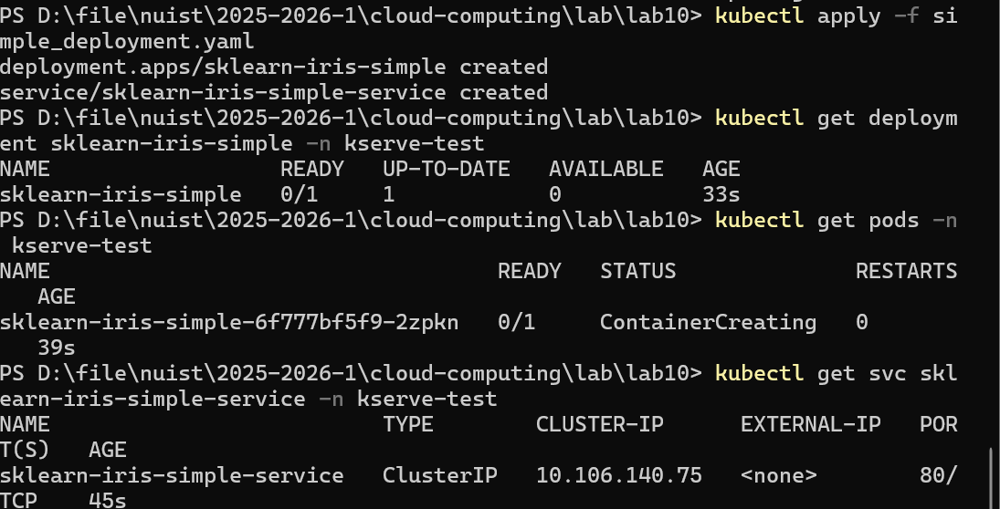 PS D:\file\nuist\2025-2026-1\cloud-computing\lab\lab10> kubectl apply -f si
mple_deployment.yaml
deployment.apps/sklearn-iris-simple created
service/sklearn-iris-simple-service created
PS D:\file\nuist\2025-2026-1\cloud-computing\lab\lab10> kubectl get deploym
ent sklearn-iris-simple -n kserve-test
NAME                  READY   UP-TO-DATE   AVAILABLE   AGE
sklearn-iris-simple   0/1     1            0           33s
PS D:\file\nuist\2025-2026-1\cloud-computing\lab\lab10> kubectl get pods -n
 kserve-test
NAME                                   READY   STATUS              RESTARTS
   AGE
sklearn-iris-simple-6f777bf5f9-2zpkn   0/1     ContainerCreating   0
   39s
PS D:\file\nuist\2025-2026-1\cloud-computing\lab\lab10> kubectl get svc skl
earn-iris-simple-service -n kserve-test
NAME                          TYPE        CLUSTER-IP      EXTERNAL-IP   POR
T(S)   AGE
sklearn-iris-simple-service   ClusterIP   10.106.140.75   <none>        80/
TCP    45s